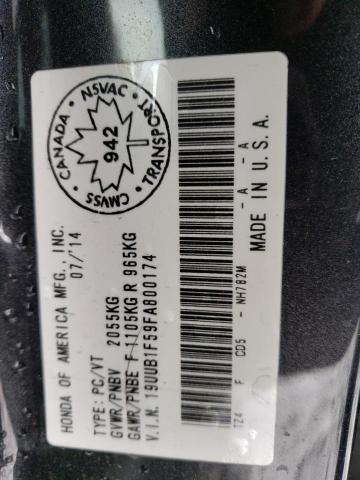 HONDA OF AMERICA MFG.,INC. 07/14
TYPE: PC/VT
GVWR/PNBV 2055KG
GAWR/PNBE F 1105KG R 965KG
V.I.N. 19UUB1F59FA800174
CANADA · NSVAC · TRANSPORT · CMVSS
942
TZ4 F CD5 - NH782M - A - A
MADE IN U.S.A.